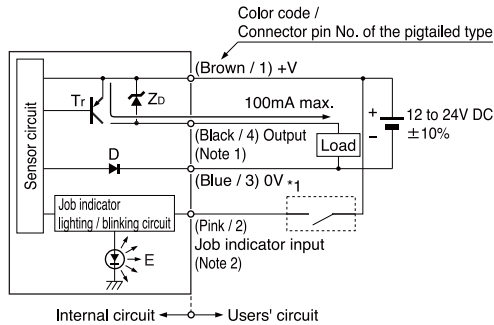 Color code /
Connector pin No. of the pigtailed type
(Brown / 1) +V
Tr
ZD
100mA max.
+
−
12 to 24V DC
±10%
Sensor circuit
(Black / 4) Output
(Note 1)
Load
D
(Blue / 3) 0V *1
Job indicator
lighting / blinking circuit
(Pink / 2)
Job indicator input
(Note 2)
E
Internal circuit
Users' circuit